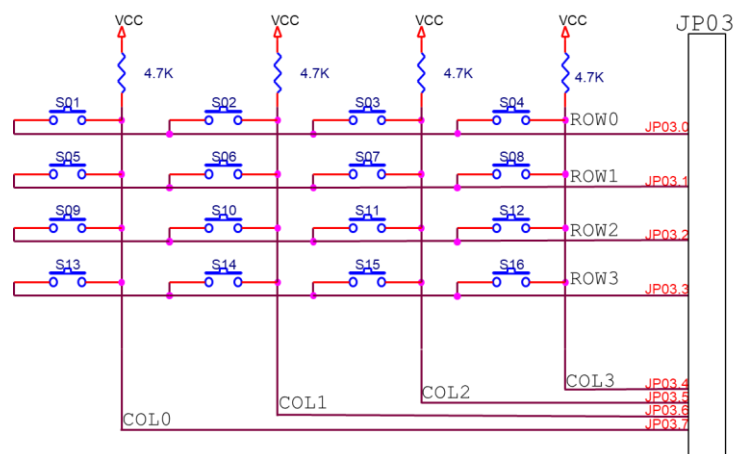 VCC VCC VCC VCC JP03
4.7K 4.7K 4.7K 4.7K
S01 S02 S03 S04 ROW0 JP03.0
S05 S06 S07 S08 ROW1 JP03.1
S09 S10 S11 S12 ROW2 JP03.2
S13 S14 S15 S16 ROW3 JP03.3
COL3 JP03.4
COL2 JP03.5
COL1 JP03.6
COL0 JP03.7